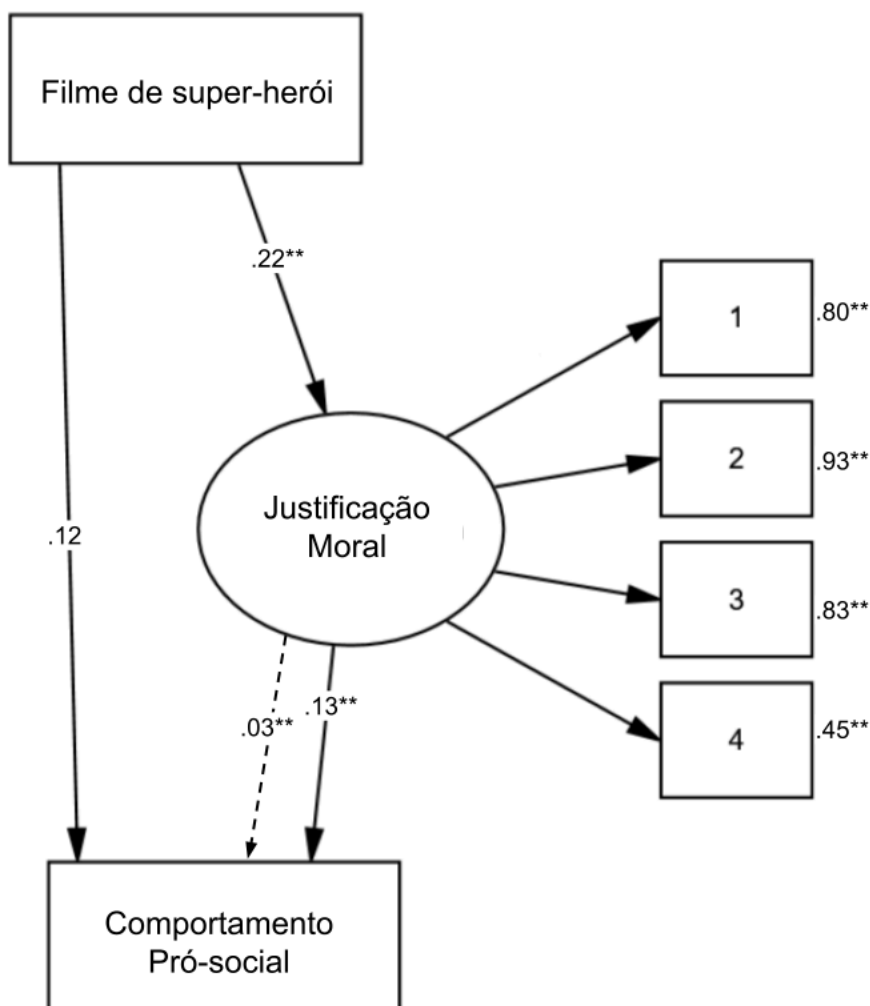 Filme de super-herói
.22**
1
.80**
2
.93**
Justificação
Moral
.12
3
.83**
.13**
.03**
4
.45**
Comportamento
Pró-social